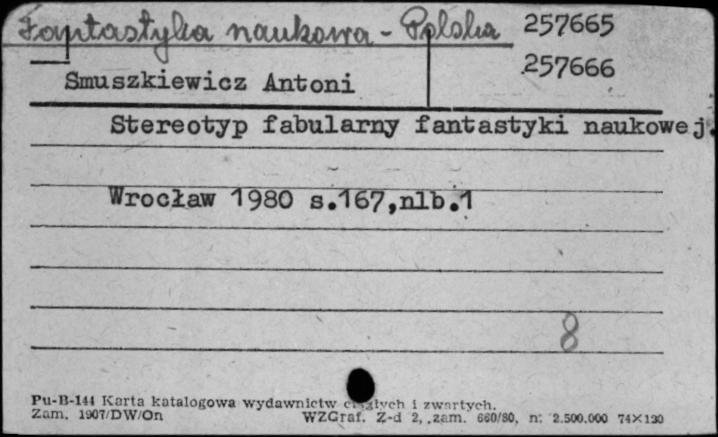 Fantastyka naukowa - Polska 257665
257666
Smuszkiewicz Antoni
Stereotyp fabularny fantastyki naukowej.
Wrocław 1980 s.167,nlb.1
8
Pu-B-144 Karta katalogowa wydawnictw ciągłych i zwartych.
Zam. 1907/DW/On WZGraf. Z-d 2, zam. 660/80, n. 2.500.000 74×120